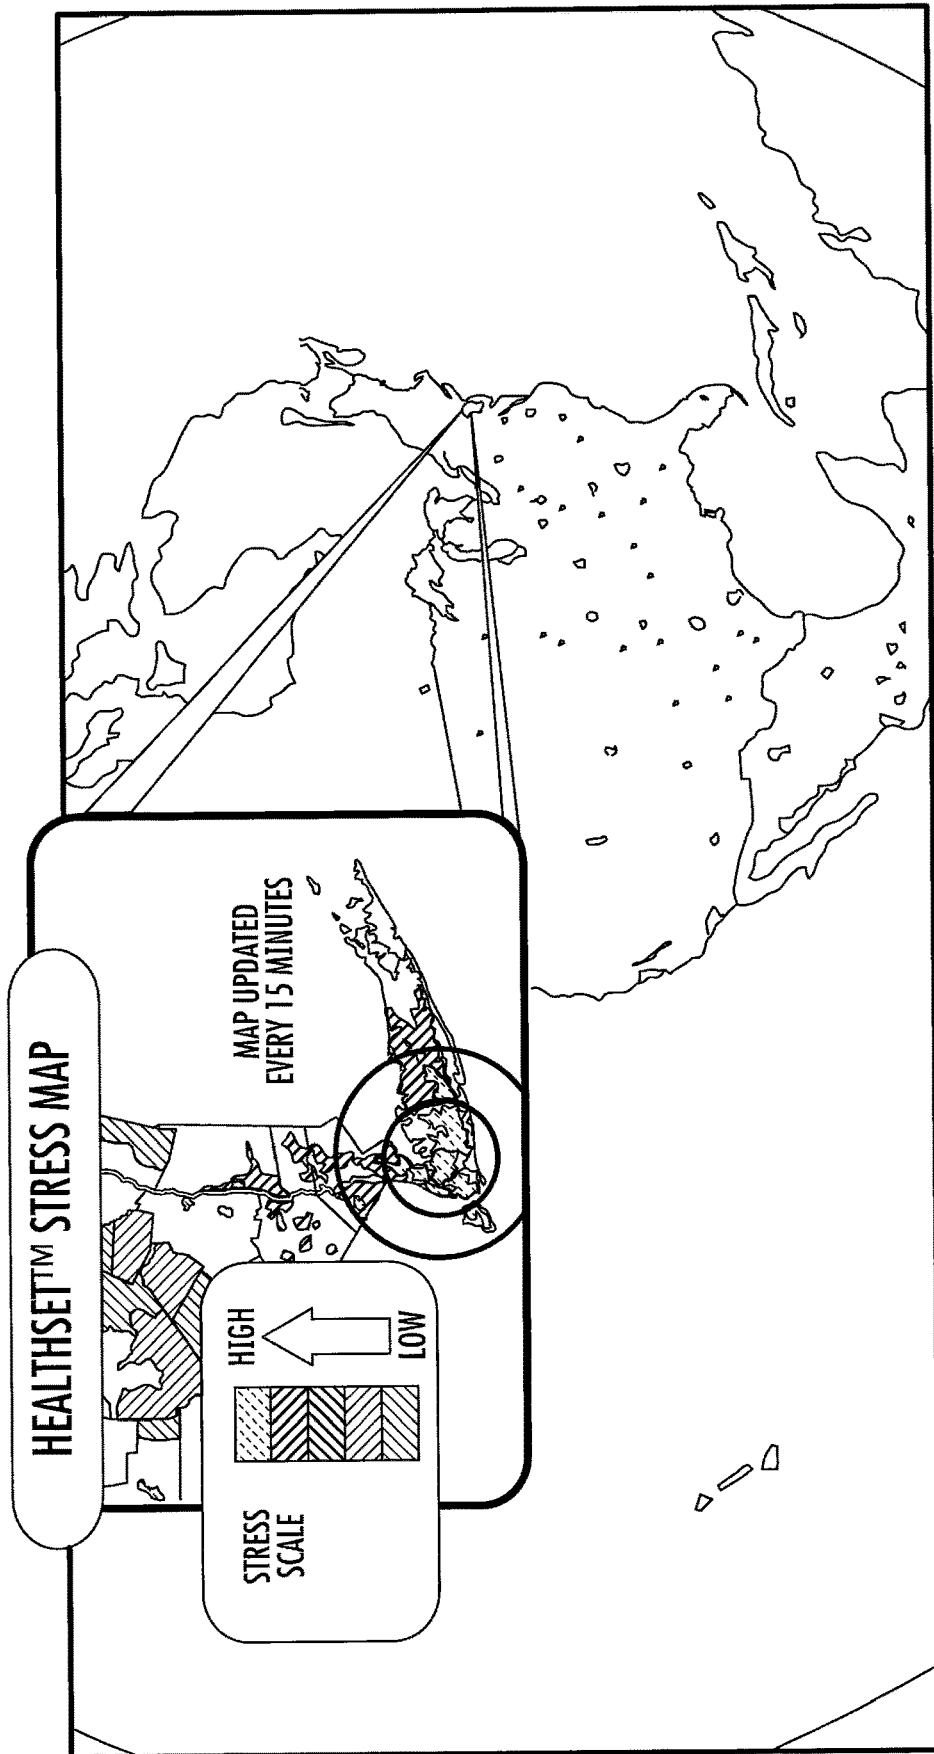 HEALTHSET™ STRESS MAP
MAP UPDATED
EVERY 15 MINUTES
STRESS
SCALE
HIGH
LOW